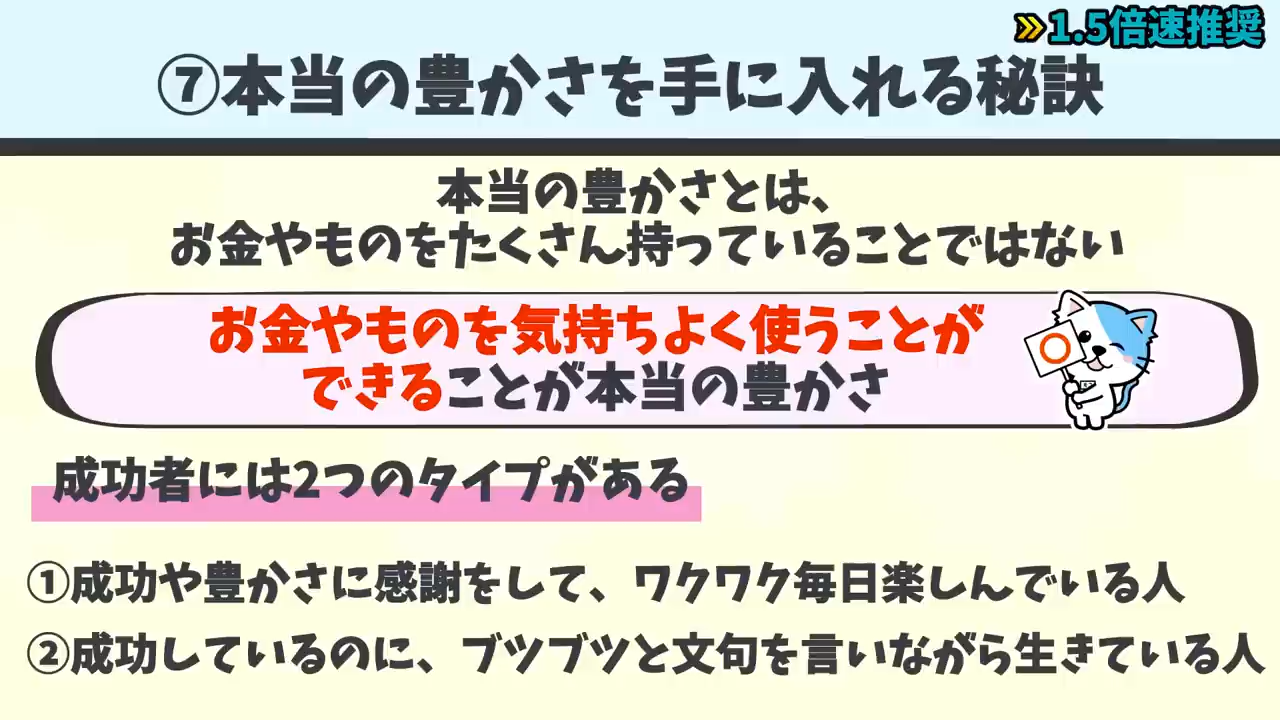 1.5倍速推奨
⑦本当の豊かさを手に入れる秘訣
本当の豊かさとは、
お金やものをたくさん持っていることではない
お金やものを気持ちよく使うことが
できることが本当の豊かさ
成功者には2つのタイプがある
①成功や豊かさに感謝をして、ワクワク毎日楽しんでいる人
②成功しているのに、ブツブツと文句を言いながら生きている人